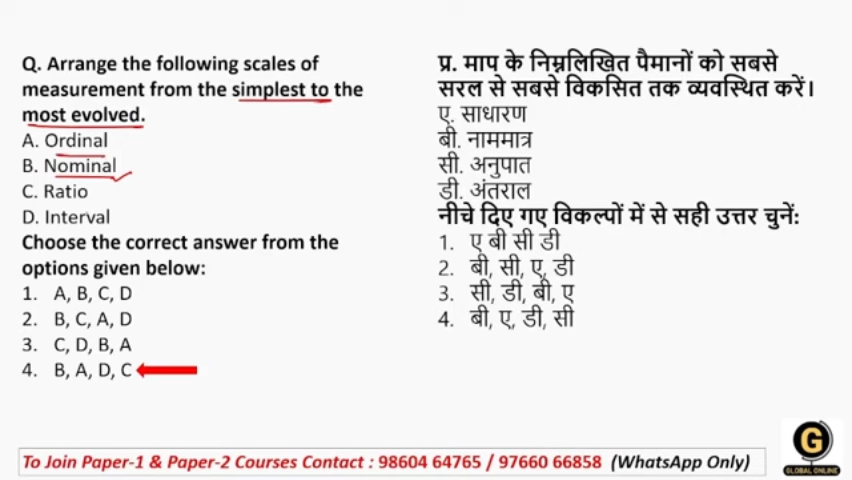 Q. Arrange the following scales of
measurement from the simplest to the
most evolved.
A. Ordinal
B. Nominal
C. Ratio
D. Interval
Choose the correct answer from the
options given below:
1. A, B, C, D
2. B, C, A, D
3. C, D, B, A
4. B, A, D, C
प्र. माप के निम्नलिखित पैमानों को सबसे
सरल से सबसे विकसित तक व्यवस्थित करें।
ए. साधारण
बी. नाममात्र
सी. अनुपात
डी. अंतराल
नीचे दिए गए विकल्पों में से सही उत्तर चुनें:
1. ए बी सी डी
2. बी, सी, ए, डी
3. सी, डी, बी, ए
4. बी, ए, डी, सी
G
GLOBAL ONLINE
To Join Paper-1 & Paper-2 Courses Contact : 98604 64765 / 97660 66858 (WhatsApp Only)